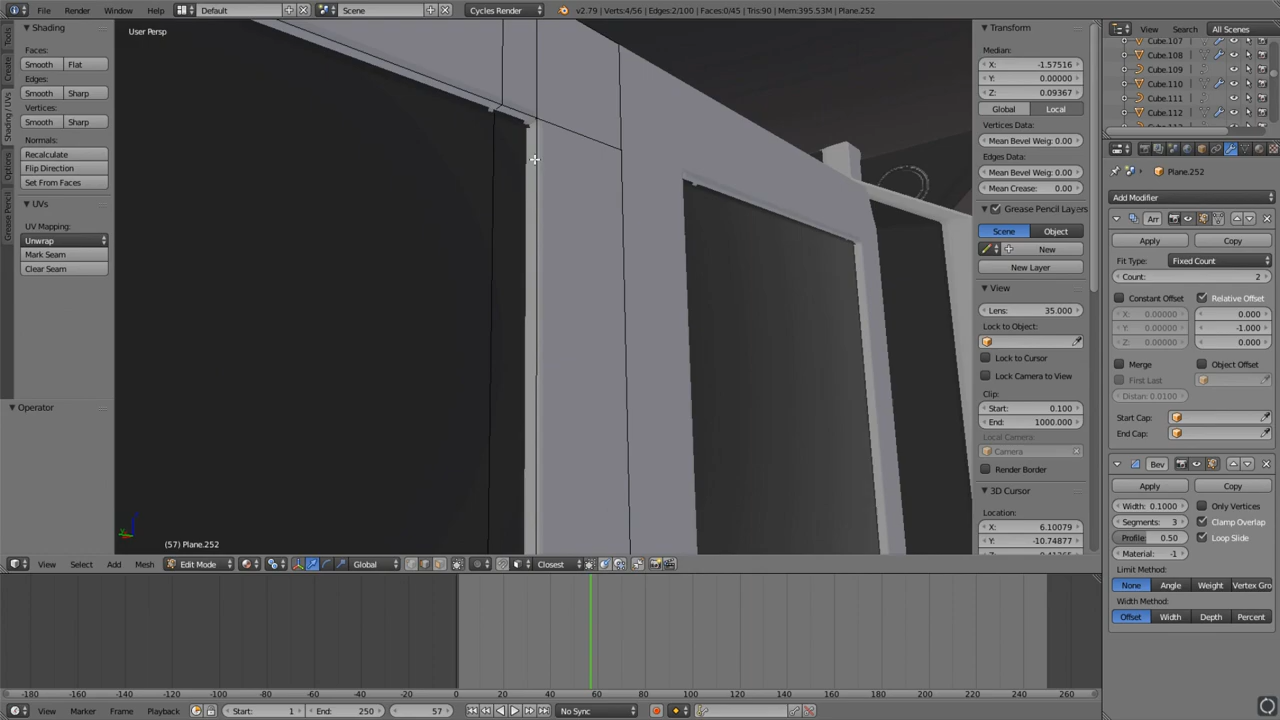 File Render Window Help Default Scene Cycles Render v2.79 | Verts:4/56 | Edges:2/100 | Faces:0/45 | Tris:90 | Mem:395.53M | Plane.252
Tools
Create
Shading / UVs
Options
Grease Pencil
Shading
Faces:
Smooth Flat
Edges:
Smooth Sharp
Vertices:
Smooth Sharp
Normals:
Recalculate
Flip Direction
Set From Faces
UVs
UV Mapping:
Unwrap
Mark Seam
Clear Seam
Operator
User Persp
(57) Plane.252
Transform
Median:
X: -1.57516
Y: 0.00000
Z: 0.09367
Global Local
Vertices Data:
Mean Bevel Weig: 0.00
Edges Data:
Mean Bevel Weig: 0.00
Mean Crease: 0.00
Grease Pencil Layers
Scene Object
New
New Layer
View
Lens: 35.000
Lock to Object:
Lock to Cursor
Lock Camera to View
Clip:
Start: 0.100
End: 1000.000
Local Camera:
Camera
Render Border
3D Cursor
Location:
X: 6.10079
Y: -10.74877
View Search All Scenes
Cube.107
Cube.108
Cube.109
Cube.110
Cube.111
Cube.112
Plane.252
Add Modifier
Arr
Apply Copy
Fit Type: Fixed Count
Count: 2
Constant Offset Relative Offset
X: 0.00000 0.000
Y: 0.00000 -1.000
Z: 0.00000 0.000
Merge Object Offset
First Last
Distan: 0.0100
Start Cap:
End Cap:
Bev
Apply Copy
Width: 0.1000 Only Vertices
Segments: 3 Clamp Overlap
Profile: 0.50 Loop Slide
Material: -1
Limit Method:
None Angle Weight Vertex Gro
Width Method:
Offset Width Depth Percent
View Select Add Mesh Edit Mode Global Closest
-180 -160 -140 -120 -100 -80 -60 -40 -20 0 20 40 60 80 100 120 140 160 180 200 220 240 260
View Marker Frame Playback Start: 1 End: 250 57 No Sync